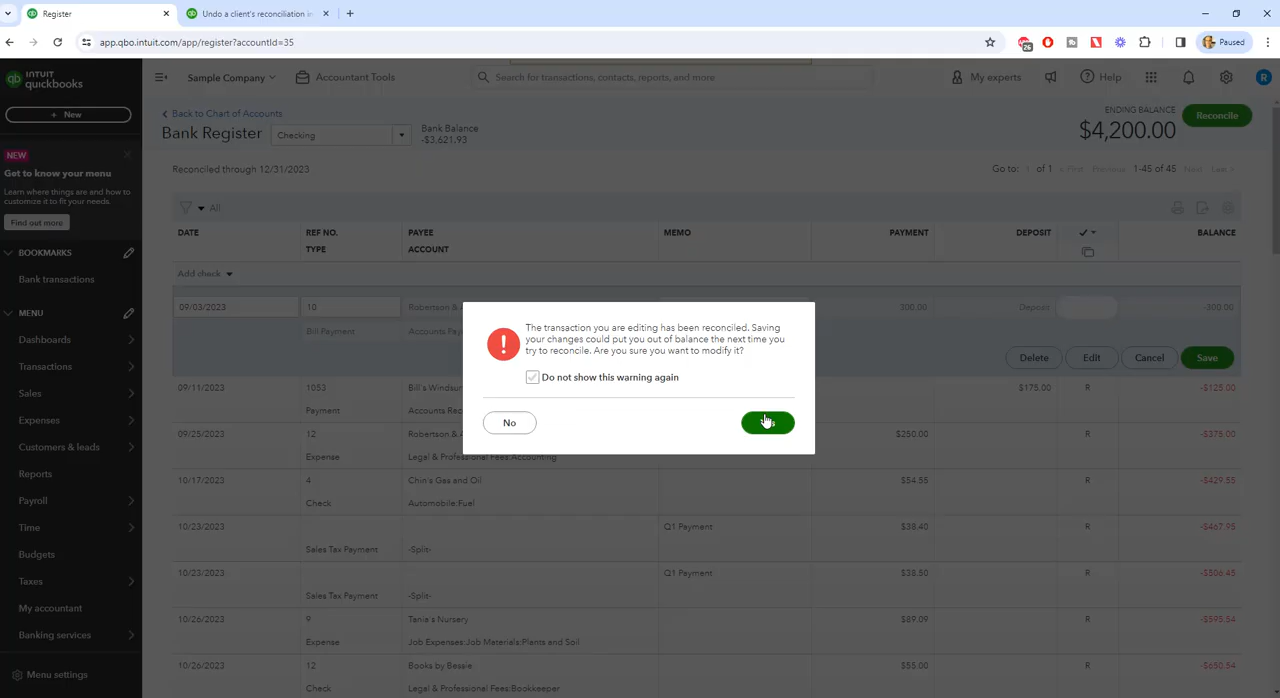 Register
Undo a client's reconciliation in
app.qbo.intuit.com/app/register?accountId=35
26
Paused
INTUIT
quickbooks
Sample Company
Accountant Tools
Search for transactions, contacts, reports, and more
My experts
Help
R
+ New
NEW
Get to know your menu
Learn where things are and how to
customize it to fit your needs.
Find out more
BOOKMARKS
Bank transactions
MENU
Dashboards
Transactions
Sales
Expenses
Customers & leads
Reports
Payroll
Time
Budgets
Taxes
My accountant
Banking services
Menu settings
Back to Chart of Accounts
Bank Register
Checking
Bank Balance
-$3,621.93
ENDING BALANCE
$4,200.00
Reconcile
Reconciled through 12/31/2023
Go to: 1 of 1 < First Previous 1-45 of 45 Next Last >
All
DATE REF NO. PAYEE MEMO PAYMENT DEPOSIT BALANCE
TYPE ACCOUNT
Add check
09/03/2023 10 Robertson & 300.00 Deposit -300.00
Bill Payment Accounts Pay
Delete Edit Cancel Save
The transaction you are editing has been reconciled. Saving
your changes could put you out of balance the next time you
try to reconcile. Are you sure you want to modify it?
Do not show this warning again
No
09/11/2023 1053 Bill's Windsur $175.00 R -$125.00
Payment Accounts Rec
09/25/2023 12 Robertson & A $250.00 R -$375.00
Expense Legal & Professional Fees:Accounting
10/17/2023 4 Chin's Gas and Oil $54.55 R -$429.55
Check Automobile:Fuel
10/23/2023 Q1 Payment $38.40 R -$467.95
Sales Tax Payment -Split-
10/23/2023 Q1 Payment $38.50 R -$506.45
Sales Tax Payment -Split-
10/26/2023 9 Tania's Nursery $89.09 R -$595.54
Expense Job Expenses:Job Materials:Plants and Soil
10/26/2023 12 Books by Bessie $55.00 R -$650.54
Check Legal & Professional Fees:Bookkeeper